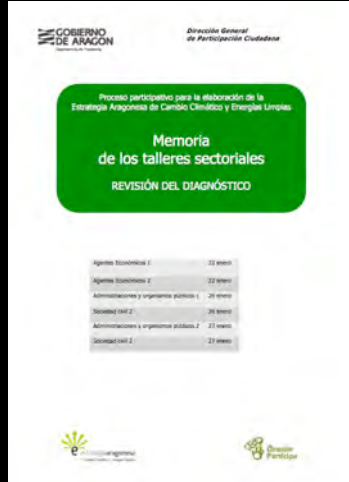 GOBIERNO
DE ARAGON
Dirección General
de Participación Ciudadana
Proceso participativo para la elaboración de la
Estrategia Aragonesa de Cambio Climático y Energías Limpias
Memoria
de los talleres sectoriales
REVISIÓN DEL DIAGNÓSTICO
Agentes Económicos 1 22 enero
Agentes Económicos 2 22 enero
Administraciones y organismos públicos 1 26 enero
Sociedad civil 2 26 enero
Administraciones y organismos públicos 2 27 enero
Sociedad civil 2 27 enero
Aragón
Participa